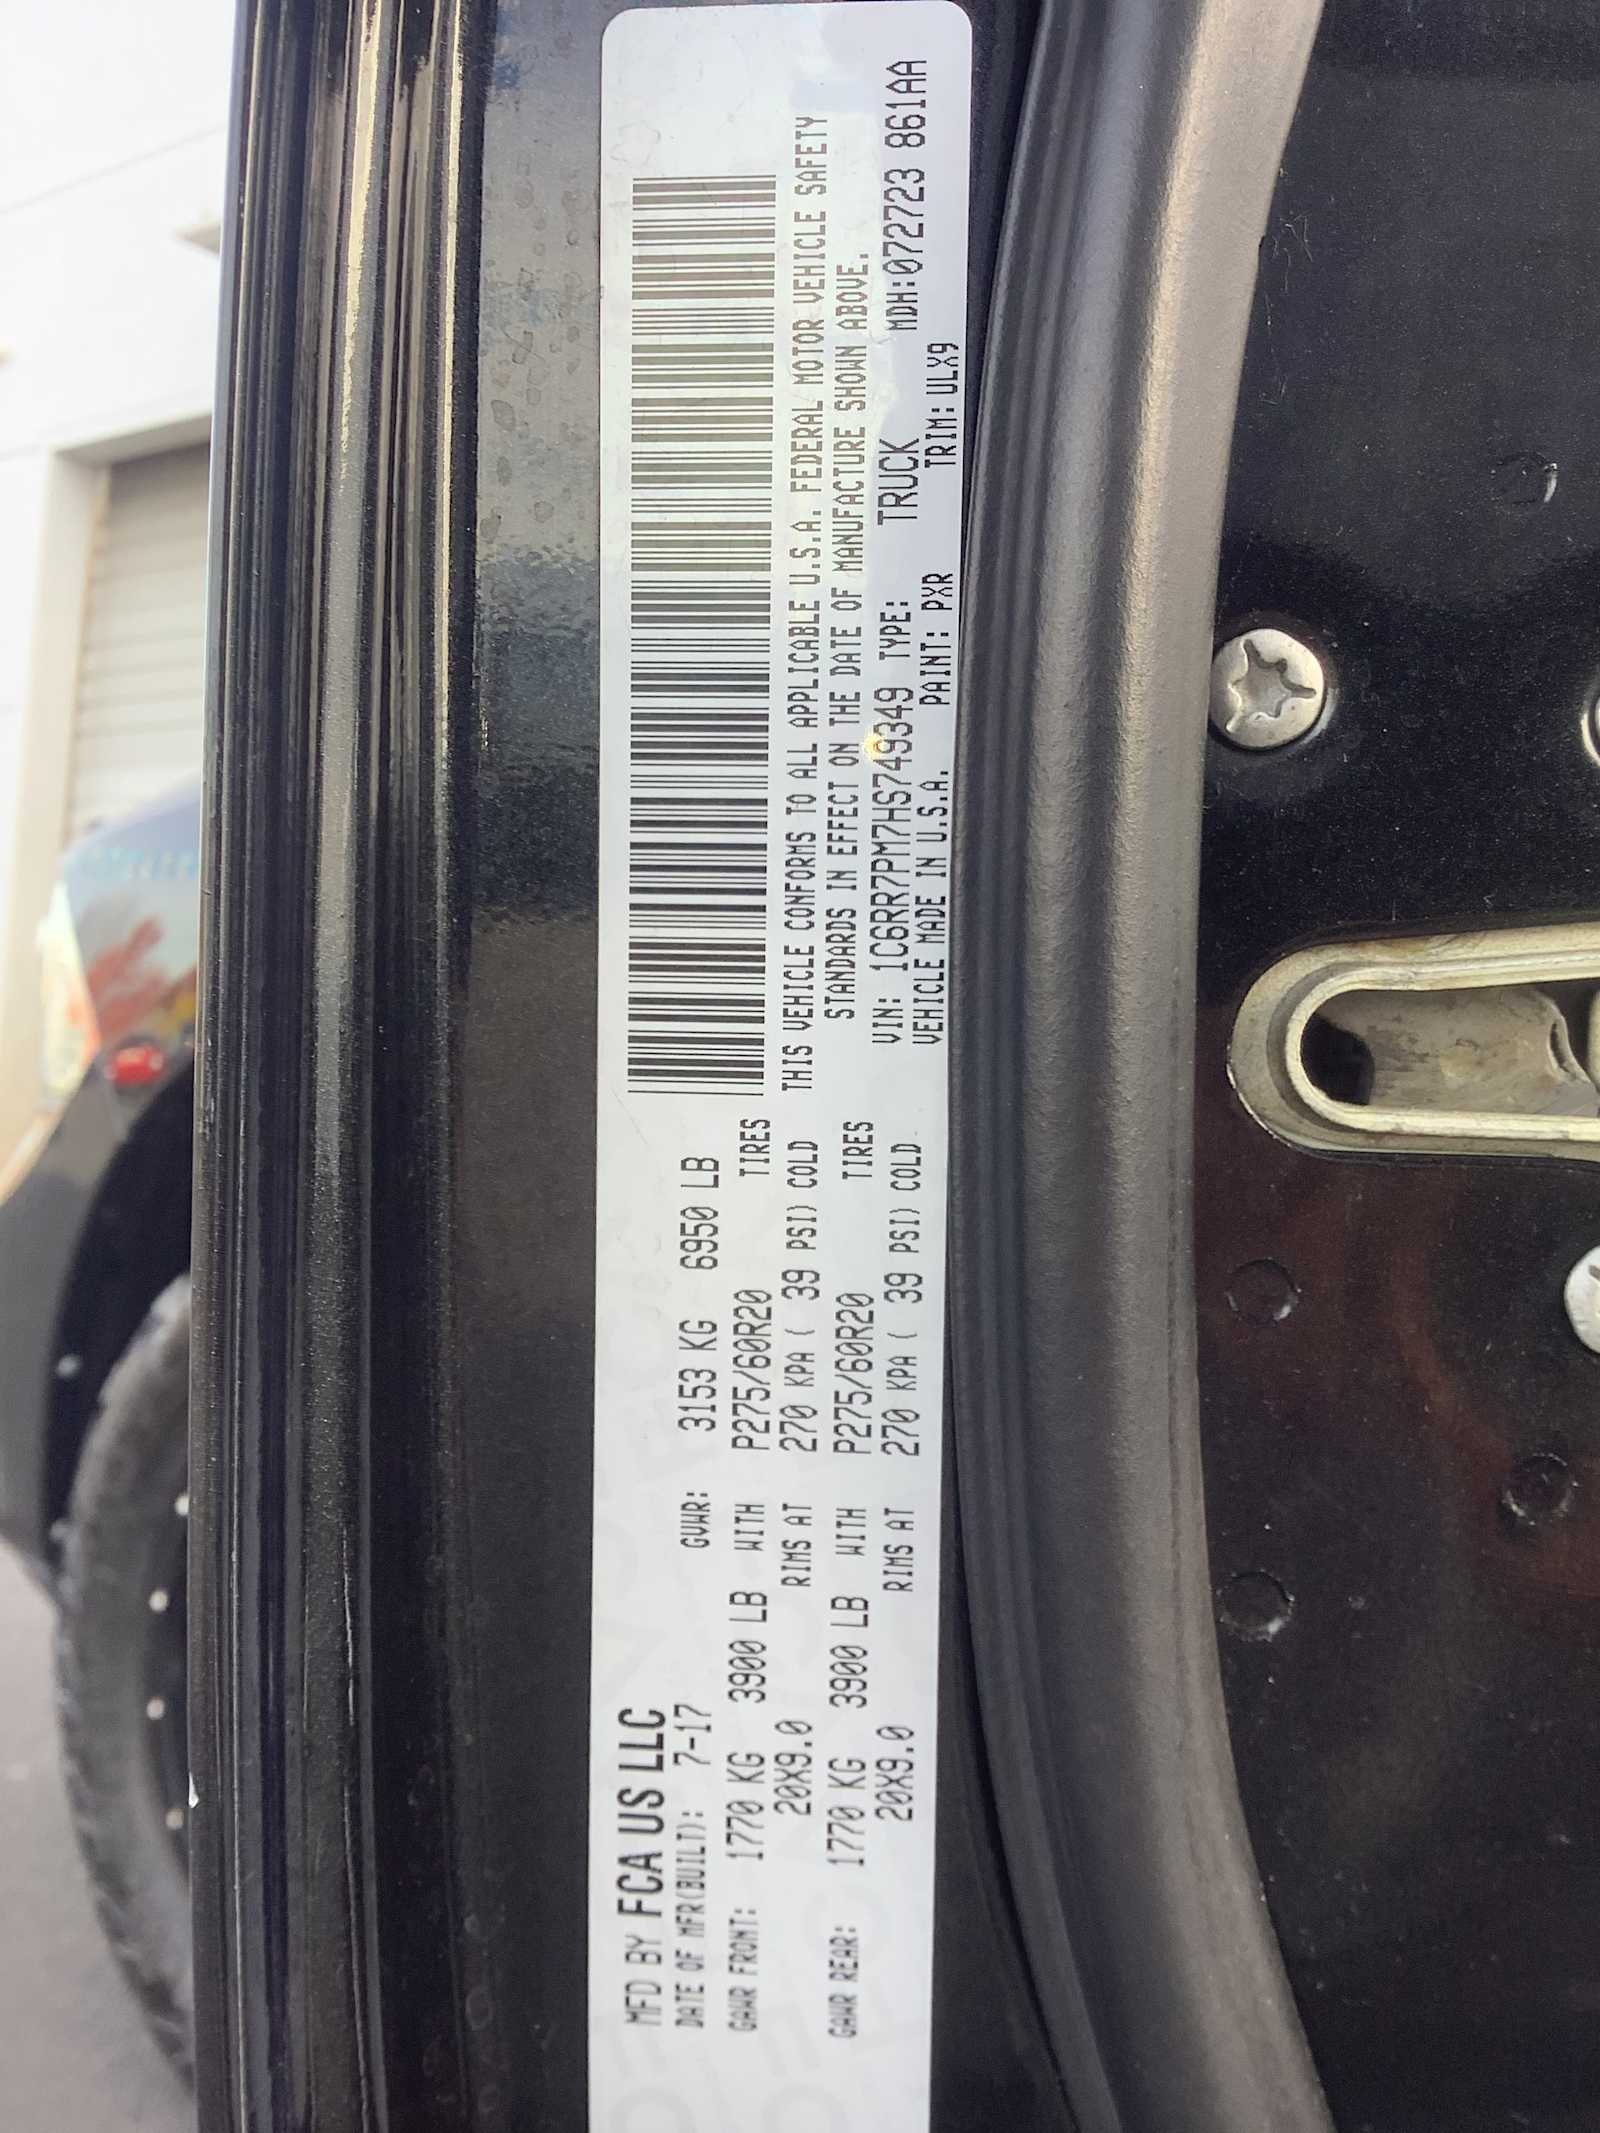 MFD BY FCA US LLC
DATE OF MFR(BUILT): 7-17 GVWR: 3153 KG 6950 LB
GAWR FRONT: 1770 KG 3900 LB WITH P275/60R20 TIRES
20X9.0 RIMS AT 270 KPA ( 39 PSI) COLD
GAWR REAR: 1770 KG 3900 LB WITH P275/60R20 TIRES
20X9.0 RIMS AT 270 KPA ( 39 PSI) COLD
THIS VEHICLE CONFORMS TO ALL APPLICABLE U.S.A. FEDERAL MOTOR VEHICLE SAFETY
STANDARDS IN EFFECT ON THE DATE OF MANUFACTURE SHOWN ABOVE.
VIN: 1C6RR7PM7HS749349 TYPE: TRUCK MDH:072723 861AA
VEHICLE MADE IN U.S.A. PAINT: PXR TRIM: ULX9